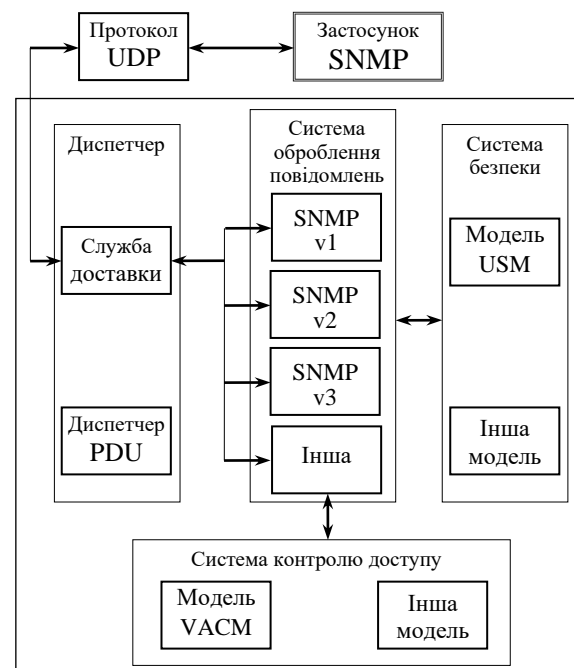 Протокол
UDP
Застосунок
SNMP
Диспетчер
Служба
доставки
Диспетчер
PDU
Система
оброблення
повідомлень
SNMP
v1
SNMP
v2
SNMP
v3
Інша
Система
безпеки
Модель
USM
Інша
модель
Система контролю доступу
Модель
VACM
Інша
модель